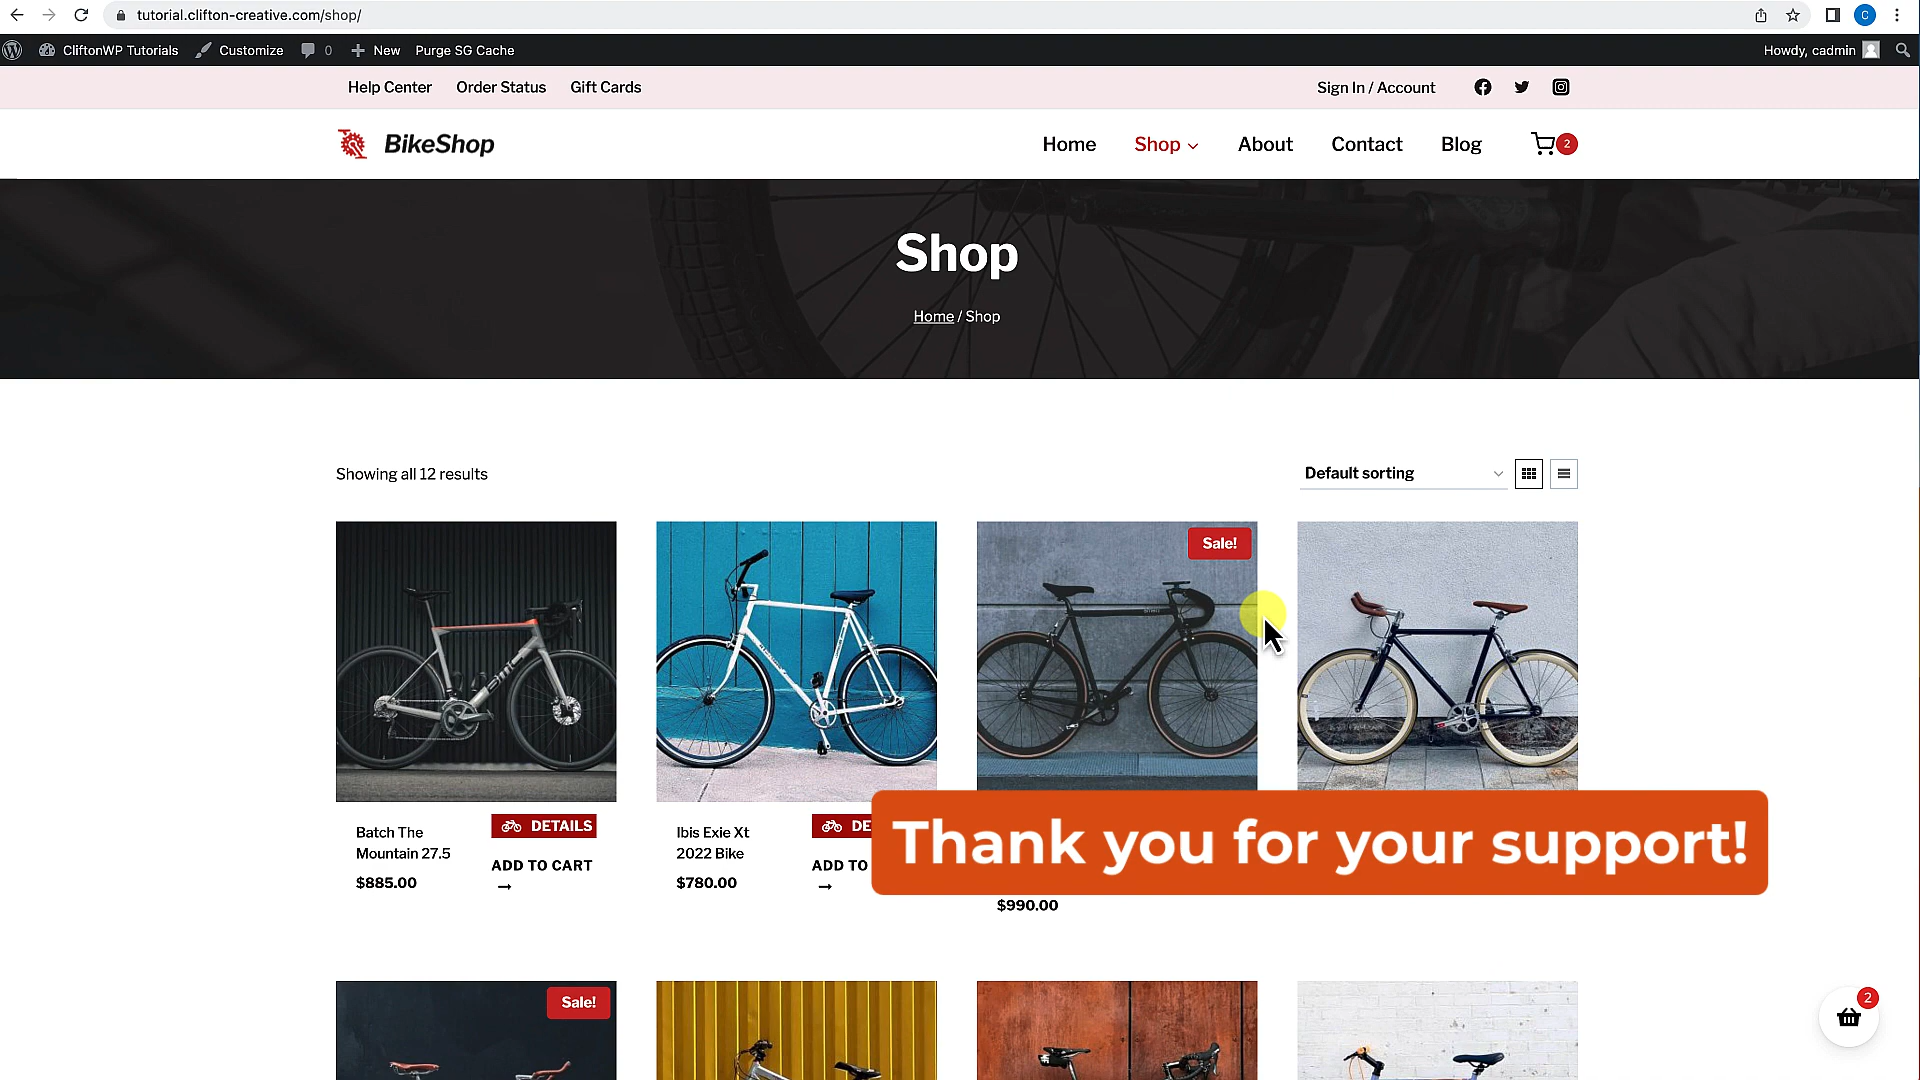 tutorial.clifton-creative.com/shop/
C
CliftonWP Tutorials
Customize
0
New
Purge SG Cache
Howdy, cadmin
Help Center
Order Status
Gift Cards
Sign In / Account
BikeShop
Home
Shop
About
Contact
Blog
2
Shop
Home / Shop
Showing all 12 results
Default sorting
Sale!
Batch The
Mountain 27.5
$885.00
DETAILS
ADD TO CART
→
Ibis Exie Xt
2022 Bike
$780.00
DE
ADD TO
→
Thank you for your support!
$990.00
Sale!
2